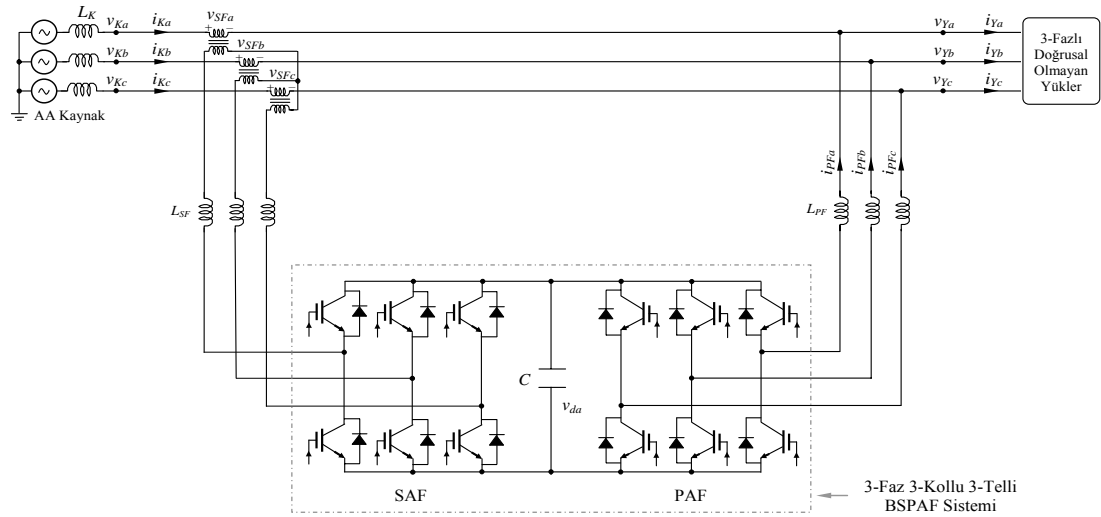 L_K
v_Ka
i_Ka
v_SFa
v_Kb
i_Kb
v_SFb
v_Kc
i_Kc
v_SFc
+ −
+ −
+ −
AA Kaynak
v_Ya
i_Ya
v_Yb
i_Yb
v_Yc
i_Yc
3-Fazlı
Doğrusal
Olmayan
Yükler
i_PFa
i_PFb
i_PFc
L_SF
L_PF
C
v_da
SAF
PAF
3-Faz 3-Kollu 3-Telli
BSPAF Sistemi